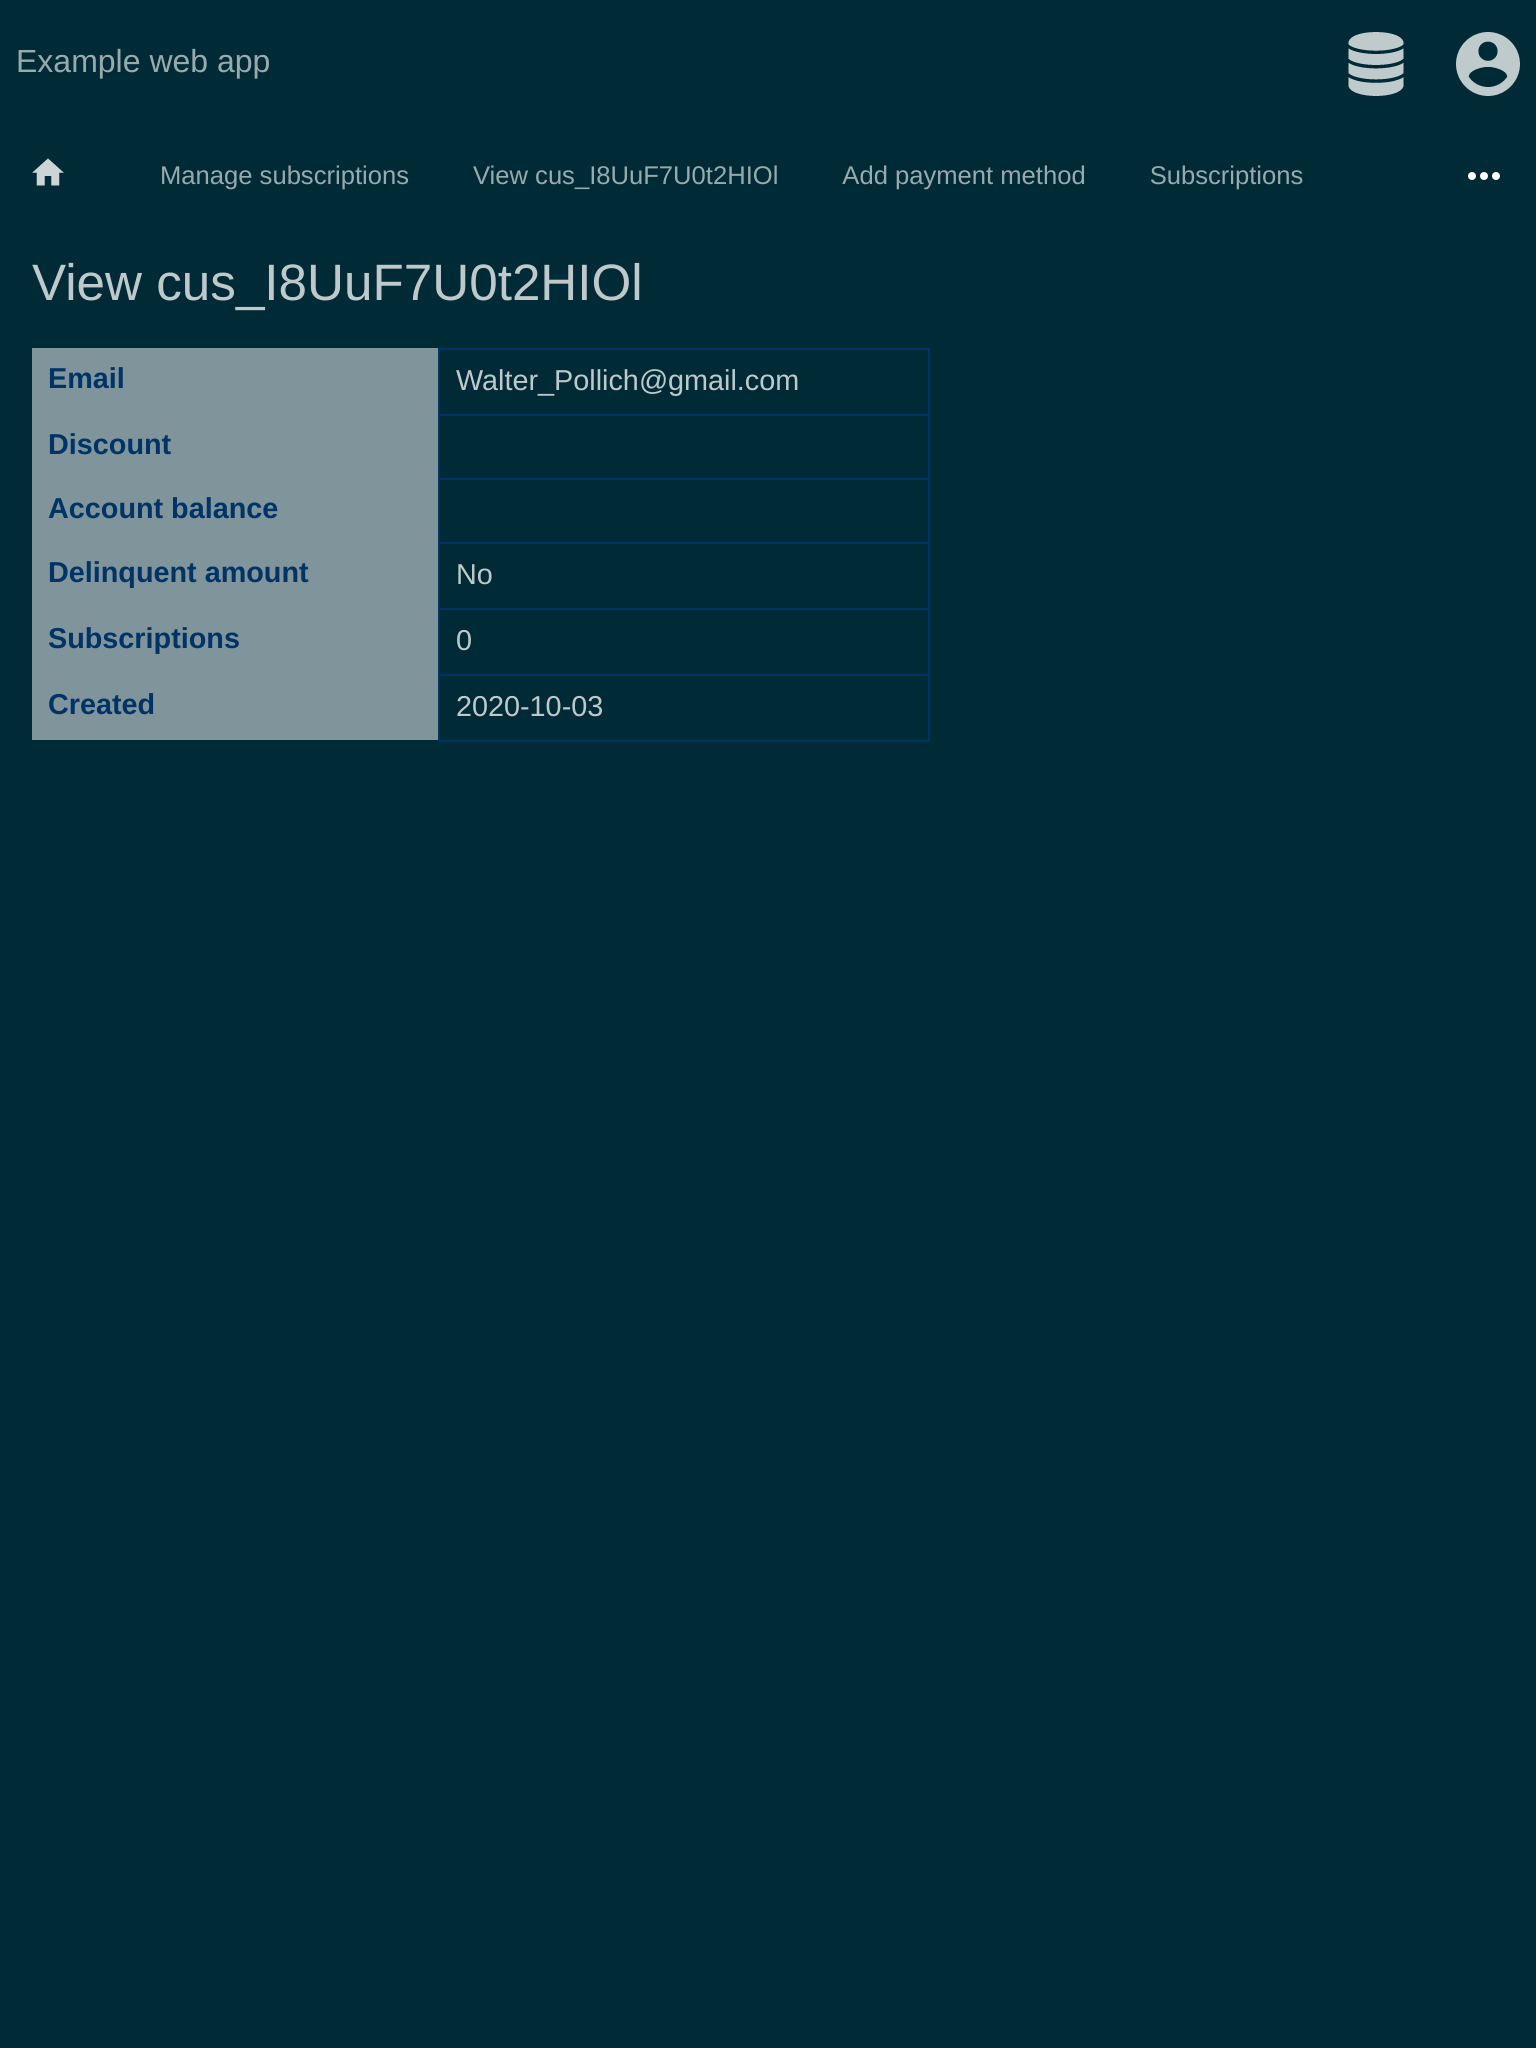 Example web app
Manage subscriptions View cus_I8UuF7U0t2HIOl Add payment method Subscriptions
View cus_I8UuF7U0t2HIOl
Email Walter_Pollich@gmail.com
Discount
Account balance
Delinquent amount No
Subscriptions 0
Created 2020-10-03